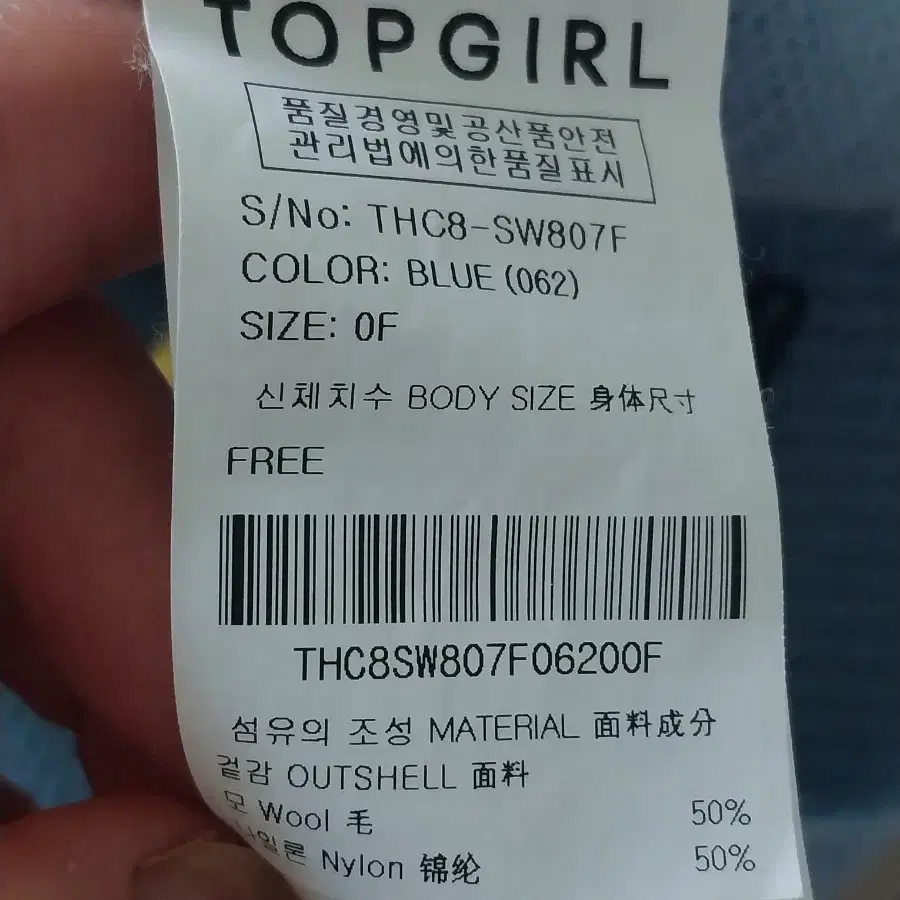 TOPGIRL
품질경영및공산품안전
관리법에의한품질표시
S/No: THC8-SW807F
COLOR: BLUE (062)
SIZE: 0F
신체치수 BODY SIZE 身体尺寸
FREE
THC8SW807F06200F
섬유의 조성 MATERIAL 面料成分
겉감 OUTSHELL 面料
모 Wool 毛 50%
나일론 Nylon 锦纶 50%